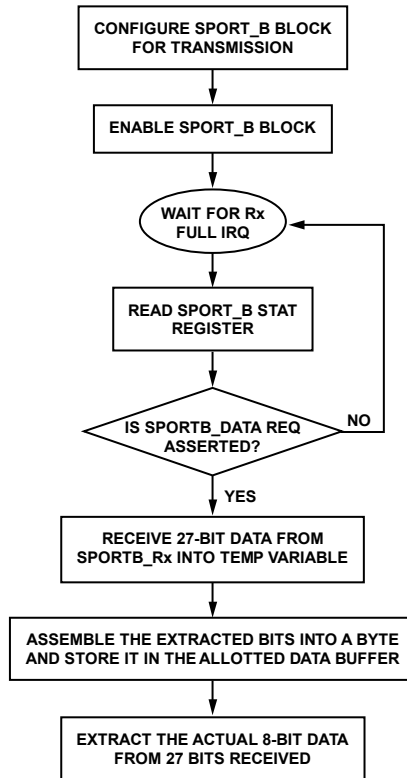 CONFIGURE SPORT_B BLOCK
FOR TRANSMISSION
ENABLE SPORT_B BLOCK
WAIT FOR Rx
FULL IRQ
READ SPORT_B STAT
REGISTER
IS SPORTB_DATA REQ
ASSERTED?
NO
YES
RECEIVE 27-BIT DATA FROM
SPORTB_Rx INTO TEMP VARIABLE
ASSEMBLE THE EXTRACTED BITS INTO A BYTE
AND STORE IT IN THE ALLOTTED DATA BUFFER
EXTRACT THE ACTUAL 8-BIT DATA
FROM 27 BITS RECEIVED